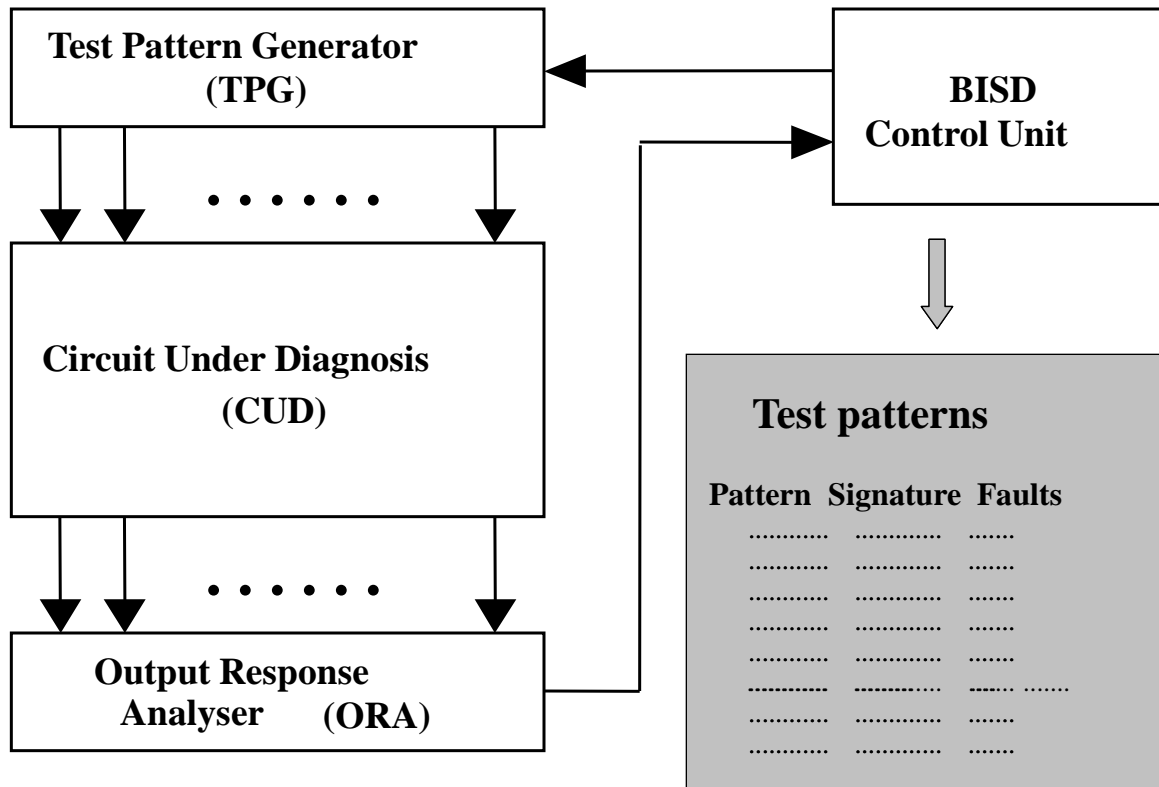 Test Pattern Generator
(TPG)
BISD
Control Unit
Circuit Under Diagnosis
(CUD)
Test patterns
Pattern Signature Faults
Output Response
Analyser (ORA)